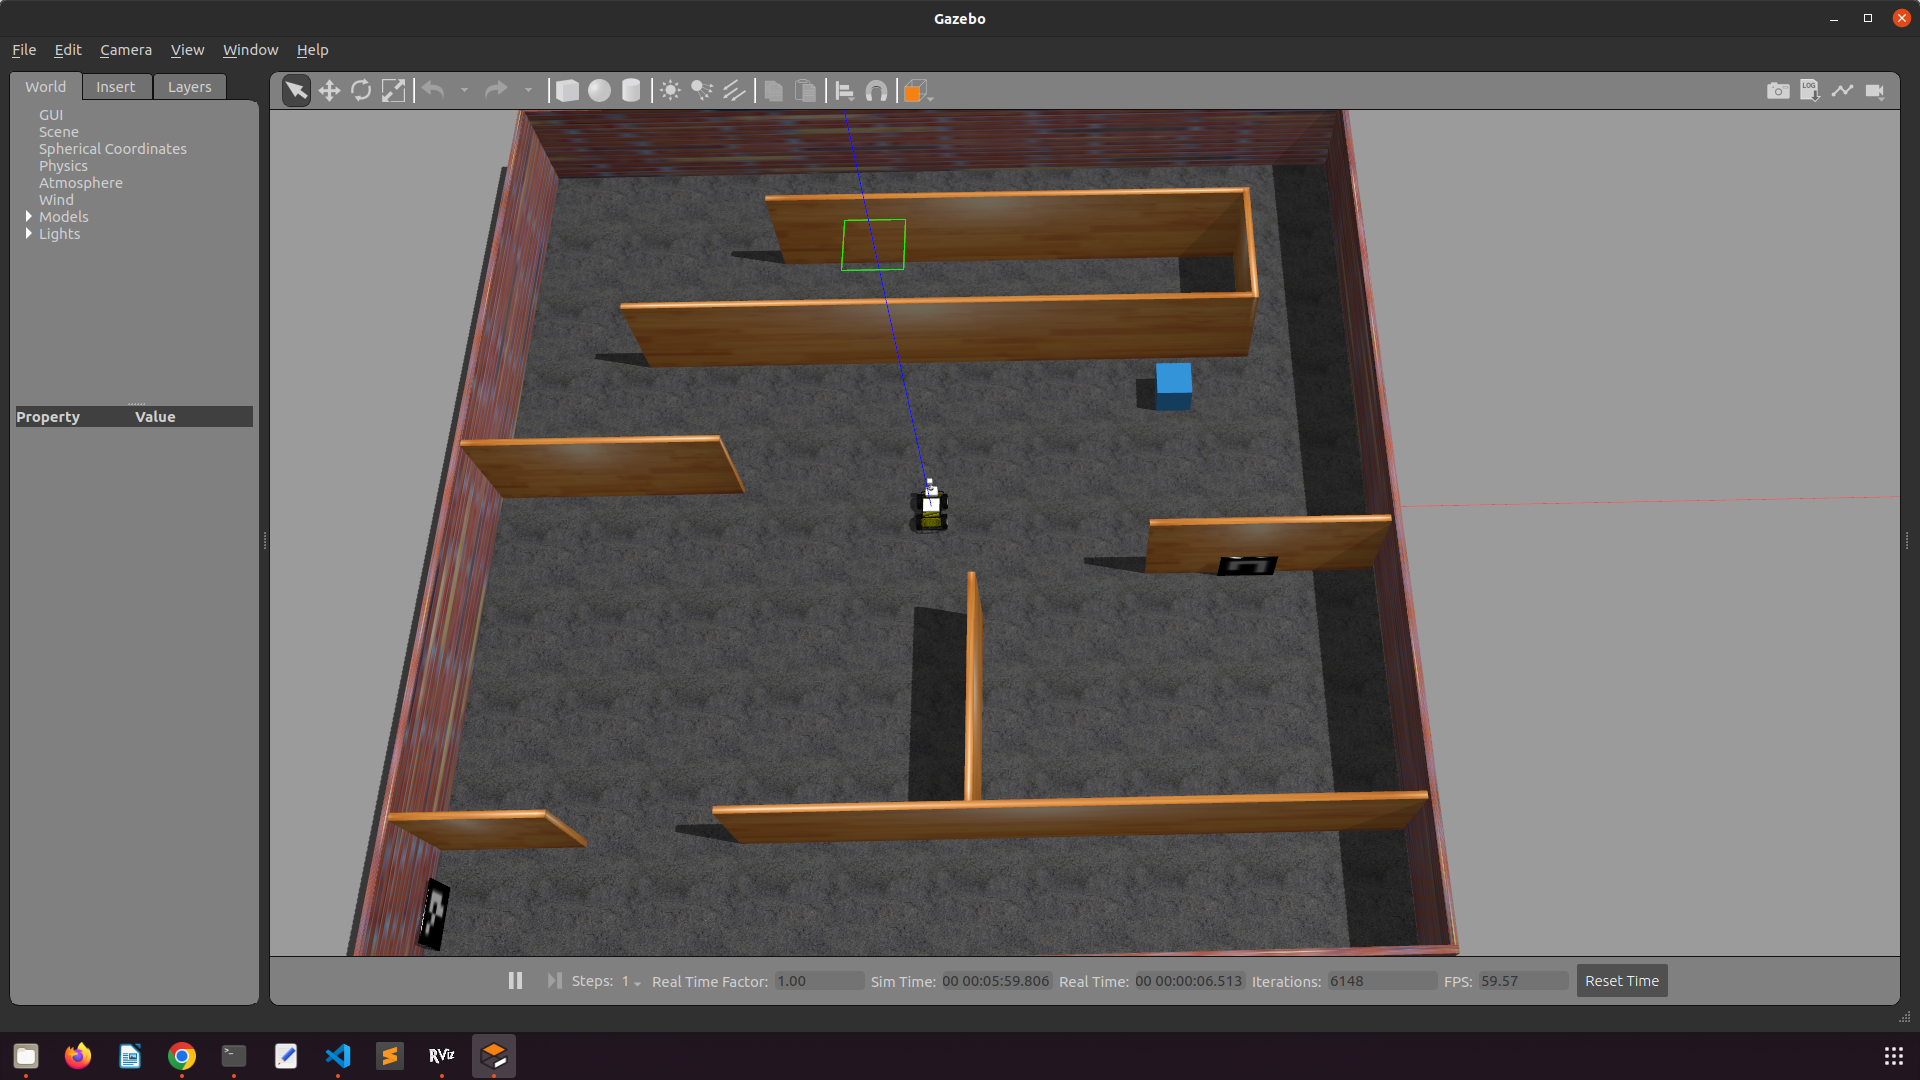 Gazebo
File Edit Camera View Window Help
World Insert Layers
LOG
GUI
Scene
Spherical Coordinates
Physics
Atmosphere
Wind
Models
Lights
Property Value
Steps: 1 Real Time Factor: 1.00 Sim Time: 00 00:05:59.806 Real Time: 00 00:00:06.513 Iterations: 6148 FPS: 59.57 Reset Time
RViz